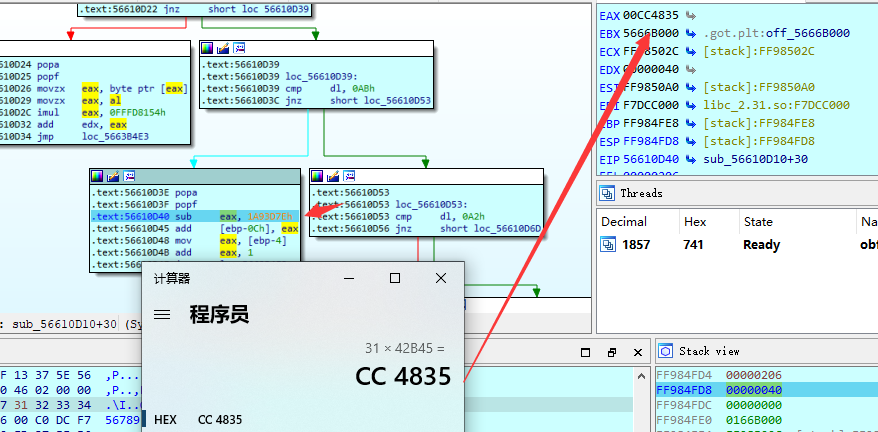 .text:56610D22 jnz     short loc_56610D39
EAX 00CC4835
EBX 5666B000 .got.plt:off_5666B000
ECX FF98502C [stack]:FF98502C
EDX 00000040
ESI FF9850A0 [stack]:FF9850A0
EDI F7DCC000 libc_2.31.so:F7DCC000
EBP FF984FE8 [stack]:FF984FE8
ESP FF984FD8 [stack]:FF984FD8
EIP 56610D40 sub_56610D10+30
610D24 popa
610D25 popf
610D26 movzx   eax, byte ptr [eax]
610D29 movzx   eax, al
610D2C imul    eax, 0FFFD8154h
610D32 add     edx, eax
610D34 jmp     loc_5663B4E3
.text:56610D39
.text:56610D39 loc_56610D39:
.text:56610D39 cmp     dl, 0ABh
.text:56610D3C jnz     short loc_56610D53
.text:56610D3E popa
.text:56610D3F popf
.text:56610D40 sub     eax, 1A93D7Eh
.text:56610D45 add     [ebp-0Ch], eax
.text:56610D48 mov     eax, [ebp-4]
.text:56610D4B add     eax, 1
.text:56610D53
.text:56610D53 loc_56610D53:
.text:56610D53 cmp     dl, 0A2h
.text:56610D56 jnz     short loc_56610D6D
Threads
Decimal Hex State Na
1857 741 Ready obf
计算器
程序员
31 × 42B45 =
CC 4835
HEX CC 4835
: sub_56610D10+30 (Sy
F 13 37 5E 56 ,P...
0 46 02 00 00 ,P..,
7 31 32 33 34 .\I..
6 00 C0 DC F7 56789
Stack view
FF984FD4 00000206
FF984FD8 00000040
FF984FDC 00000000
FF984FE0 0166B000